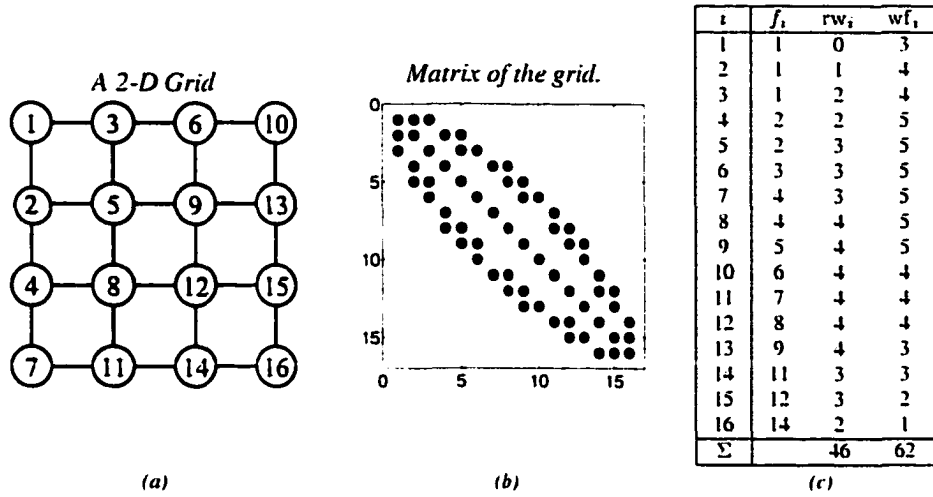 A 2-D Grid
1 3 6 10
2 5 9 13
4 8 12 15
7 11 14 16
(a)
Matrix of the grid.
0
5
10
15
0 5 10 15
(b)
i f_i rw_i wf_i
1 1 0 3
2 1 1 4
3 1 2 4
4 2 2 5
5 2 3 5
6 3 3 5
7 4 3 5
8 4 4 5
9 5 4 5
10 6 4 4
11 7 4 4
12 8 4 4
13 9 4 3
14 11 3 3
15 12 3 2
16 14 2 1
Σ 46 62
(c)